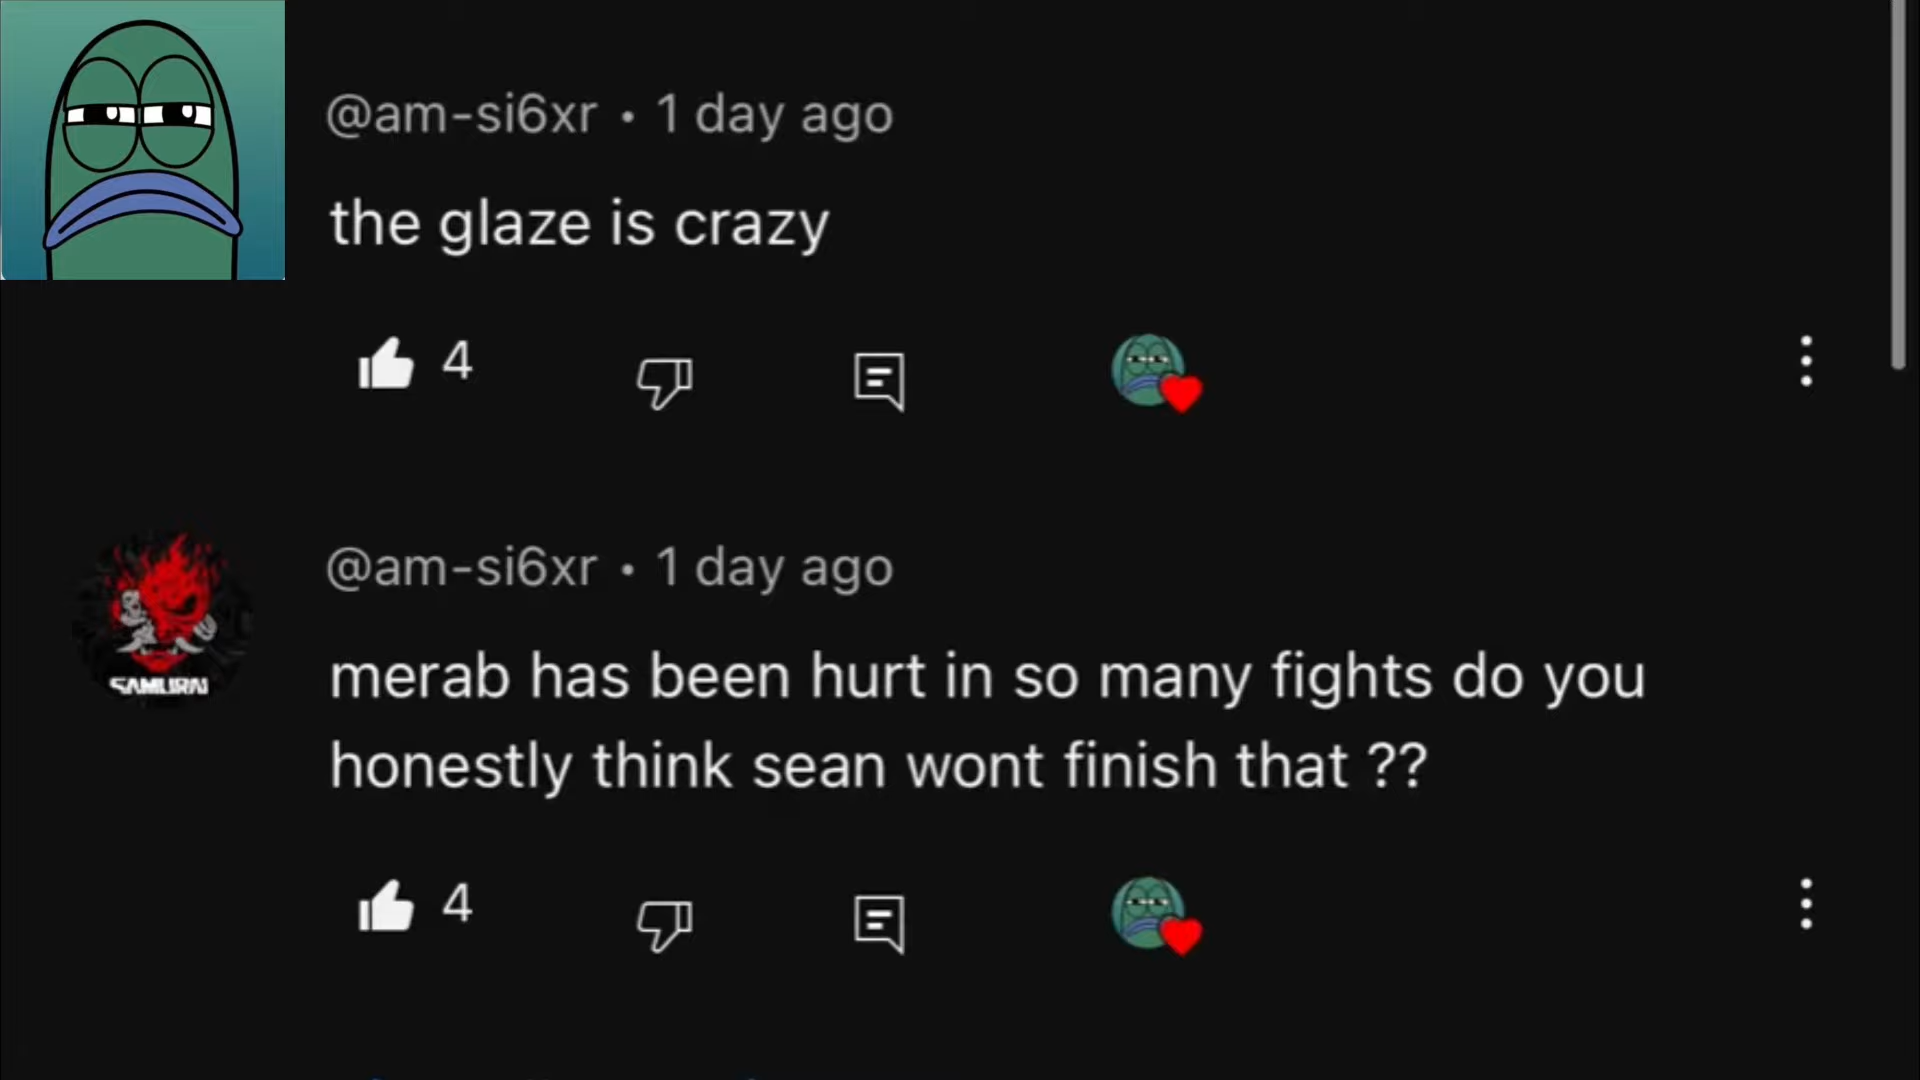 @am-si6xr • 1 day ago
the glaze is crazy
4
@am-si6xr • 1 day ago
SAMURAI
merab has been hurt in so many fights do you
honestly think sean wont finish that ??
4